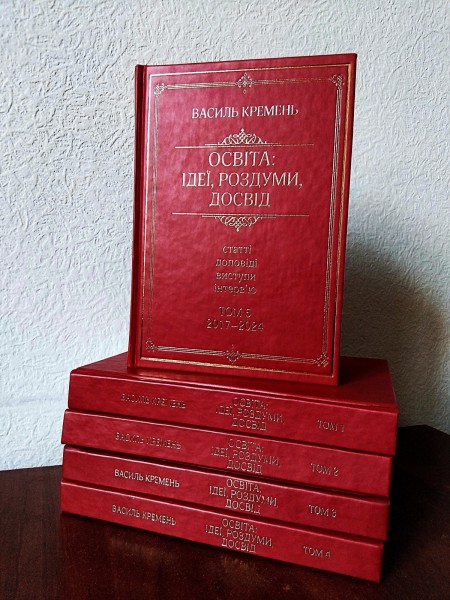 ВАСИЛЬ КРЕМЕНЬ
ОСВІТА:
ІДЕЇ, РОЗДУМИ,
ДОСВІД
статті
доповіді
виступи
інтерв'ю
ТОМ 5
2017–2024
ВАСИЛЬ КРЕМЕНЬ
ОСВІТА:
ІДЕЇ, РОЗДУМИ,
ДОСВІД
ТОМ 1
ВАСИЛЬ КРЕМЕНЬ
ОСВІТА:
ІДЕЇ, РОЗДУМИ,
ДОСВІД
ТОМ 2
ВАСИЛЬ КРЕМЕНЬ
ОСВІТА:
ІДЕЇ, РОЗДУМИ,
ДОСВІД
ТОМ 3
ВАСИЛЬ КРЕМЕНЬ
ОСВІТА:
ІДЕЇ, РОЗДУМИ,
ДОСВІД
ТОМ 4